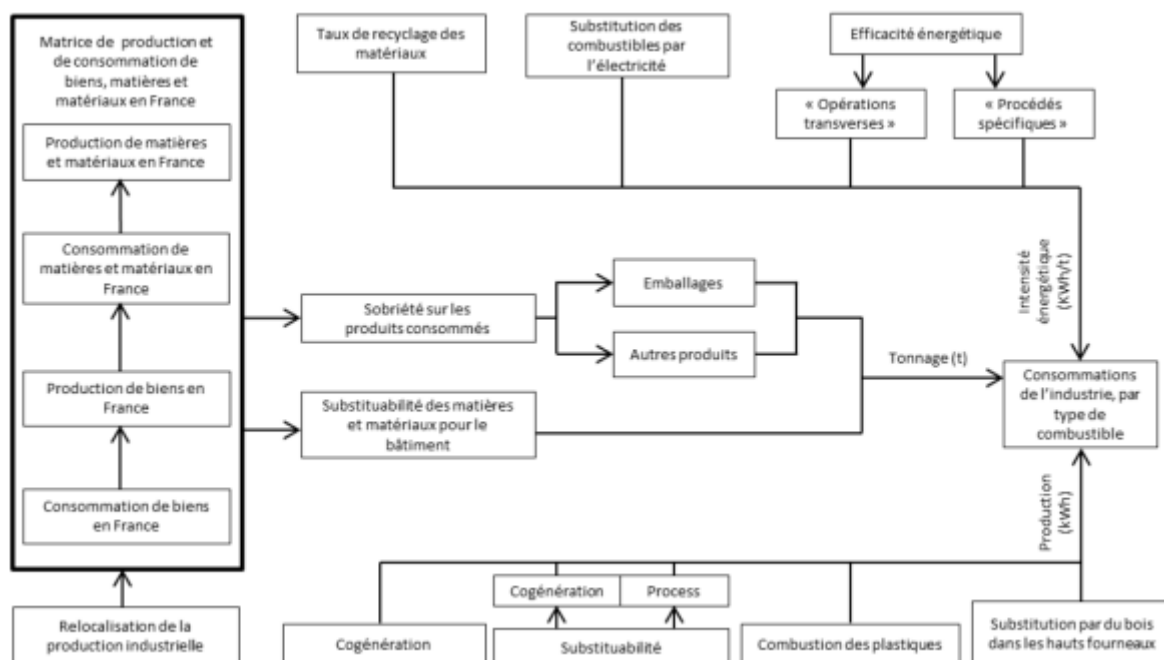 Matrice de production et
de consommation de
biens, matières et
matériaux en France
Production de matières
et matériaux en France
Consommation de
matières et matériaux en
France
Production de biens en
France
Consommation de biens
en France
Relocalisation de la
production industrielle
Taux de recyclage des
matériaux
Substitution des
combustibles par
l'électricité
Efficacité énergétique
« Opérations
transverses »
« Procédés
spécifiques »
Intensité
énergétique
(KWh/t)
Sobriété sur les
produits consommés
Emballages
Autres produits
Substituabilité des matières
et matériaux pour le
bâtiment
Tonnage (t)
Consommations
de l'industrie, par
type de
combustible
Production
(kWh)
Cogénération
Process
Cogénération
Substituabilité
Combustion des plastiques
Substitution par du bois
dans les hauts fourneaux